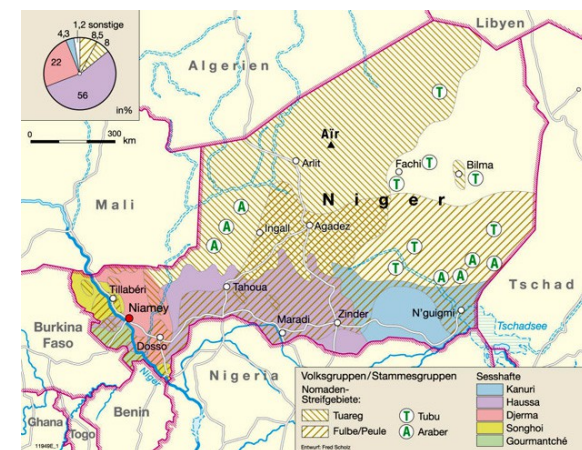 1,2 sonstige
4,3
8,5
8
22
56
in%
0 300
km
Libyen
Algerien
Aïr
Arlit
T
Fachi
T
Bilma
T
T
Mali
Niger
A
A
A
Ingall
Agadez
T
T
T
A
A
A
A
Tahoua
Tschad
Tillabéri
Niamey
Zinder
N'guigmi
Maradi
Tschadsee
Burkina
Faso
Dosso
Niger
Nigeria
Benin
Ghana
Togo
11949E_1
Volksgruppen/Stammesgruppen
Nomaden-
Streifgebiete:
Tuareg
Fulbe/Peule
T Tubu
A Araber
Sesshafte
Kanuri
Haussa
Djerma
Songhoi
Gourmantché
Entwurf: Fred Scholz